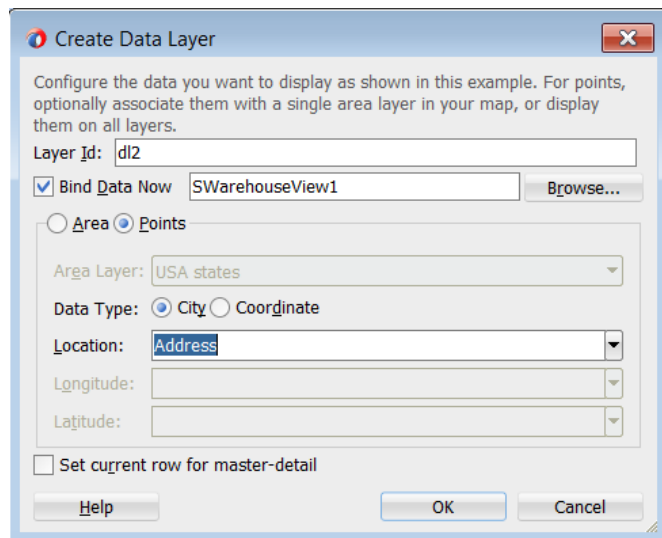 Create Data Layer
Configure the data you want to display as shown in this example. For points,
optionally associate them with a single area layer in your map, or display
them on all layers.
Layer Id: dl2
Bind Data Now SWarehouseView1 Browse...
Area Points
Area Layer: USA states
Data Type: City Coordinate
Location: Address
Longitude:
Latitude:
Set current row for master-detail
Help OK Cancel